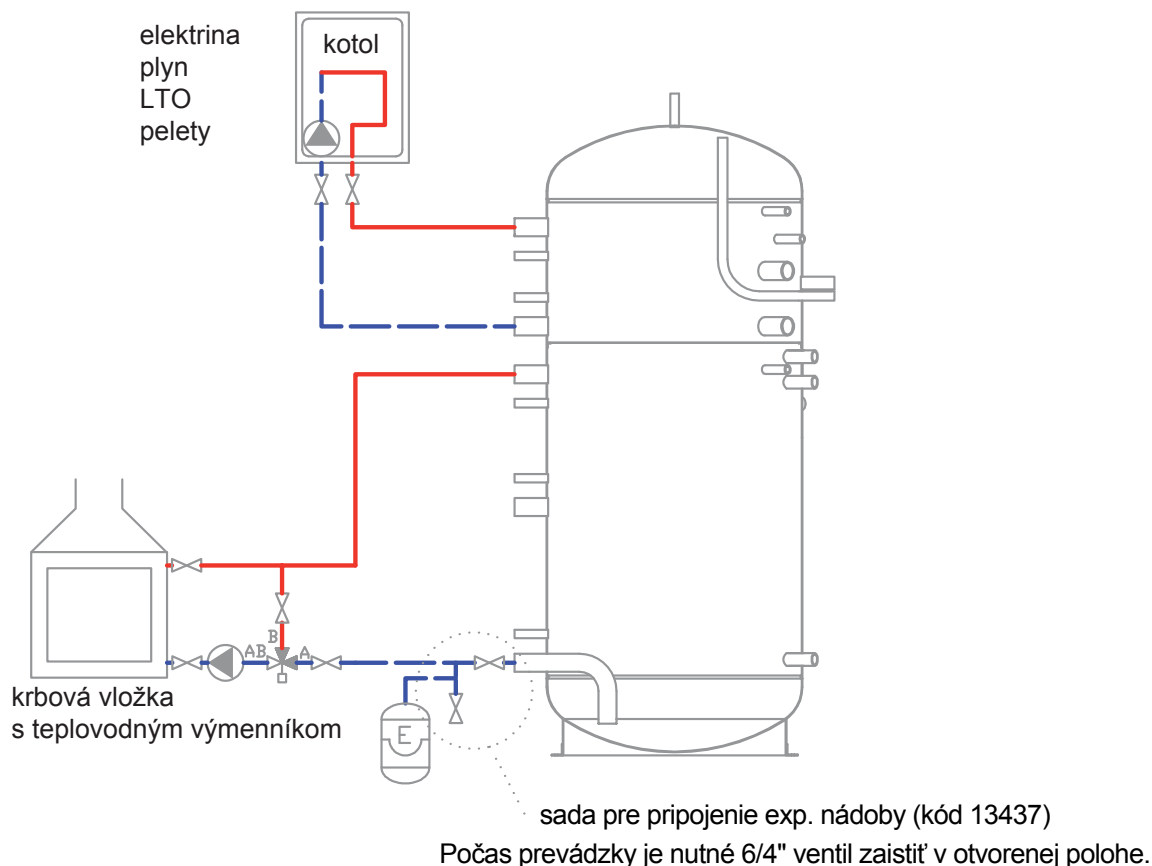 elektrina
plyn
LTO
pelety
kotol
B
AB
A
E
krbová vložka
s teplovodným výmenníkom
sada pre pripojenie exp. nádoby (kód 13437)
Počas prevádzky je nutné 6/4" ventil zaistiť v otvorenej polohe.